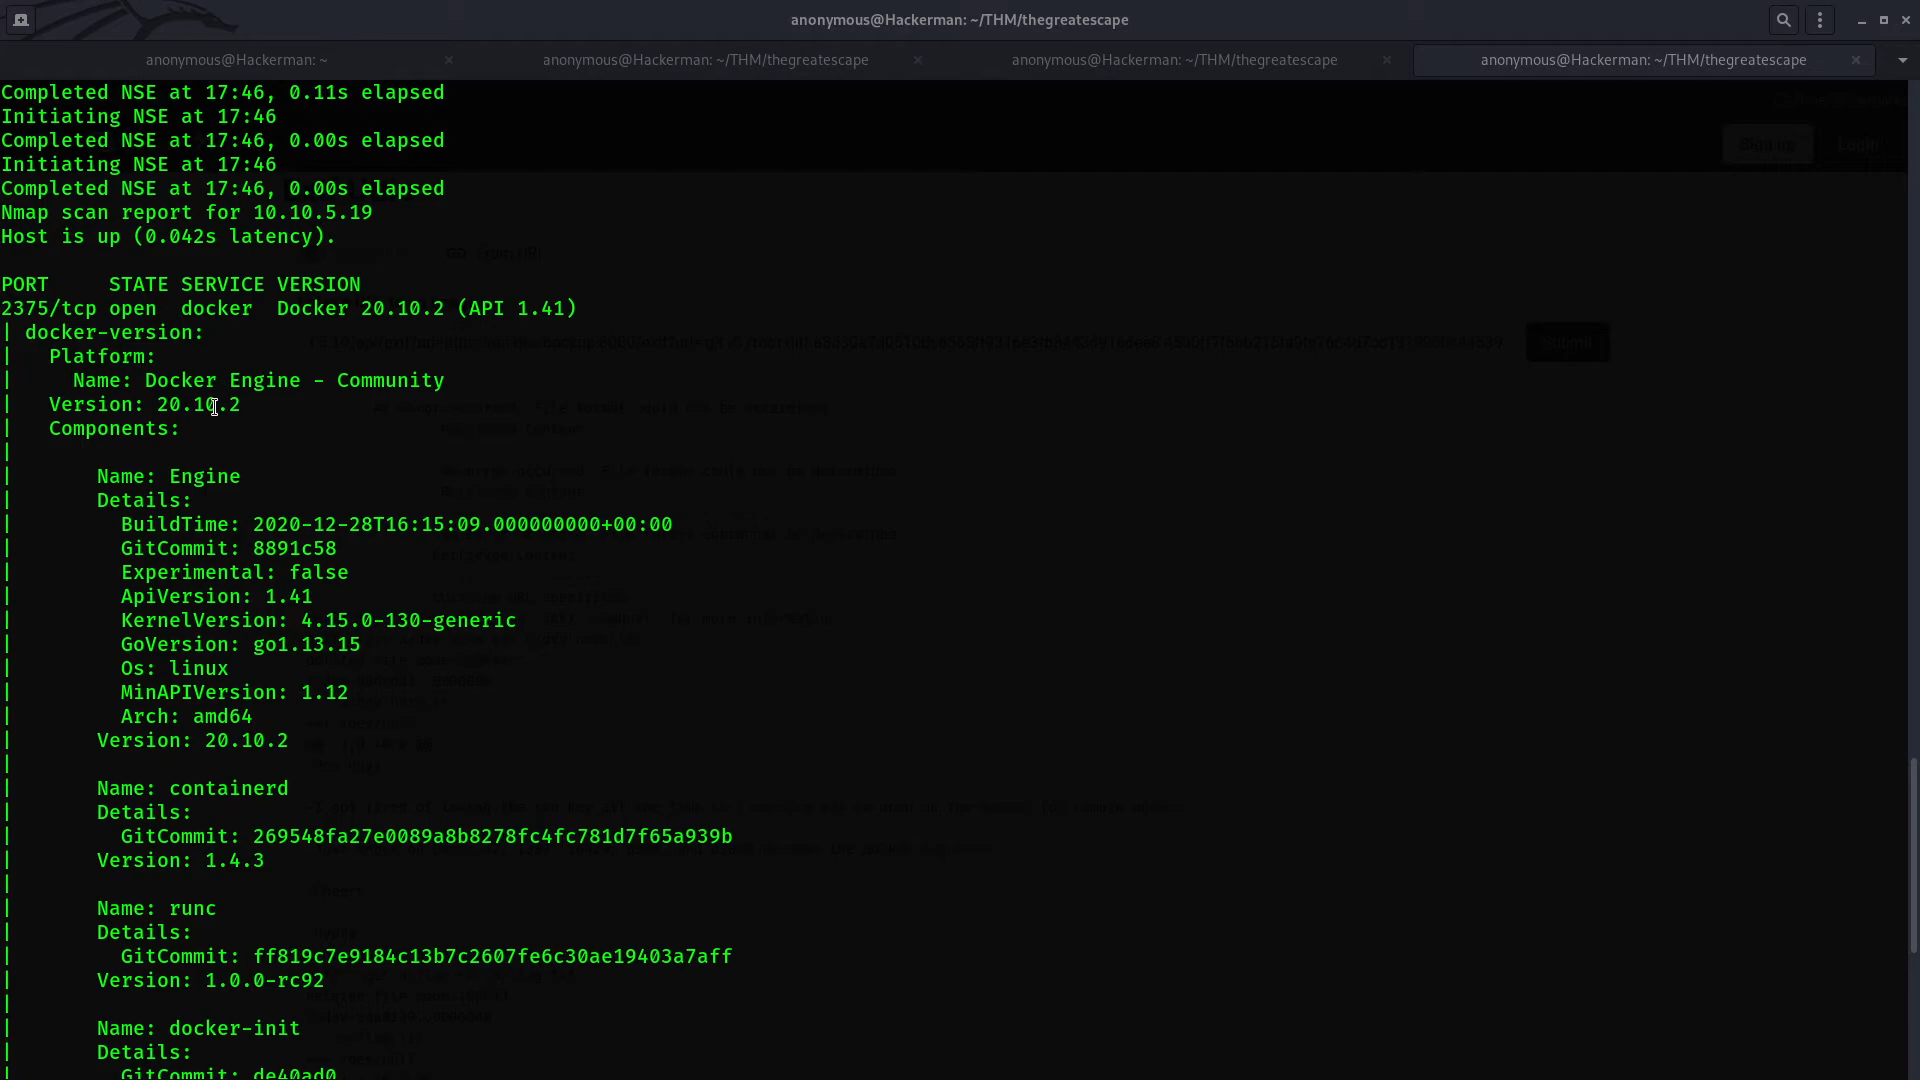 anonymous@Hackerman: ~/THM/thegreatescape
anonymous@Hackerman: ~
anonymous@Hackerman: ~/THM/thegreatescape
anonymous@Hackerman: ~/THM/thegreatescape
anonymous@Hackerman: ~/THM/thegreatescape
Completed NSE at 17:46, 0.11s elapsed
Initiating NSE at 17:46
Completed NSE at 17:46, 0.00s elapsed
Initiating NSE at 17:46
Sign up Login
Completed NSE at 17:46, 0.00s elapsed
Nmap scan report for 10.10.5.19
Host is up (0.042s latency).
PORT     STATE SERVICE VERSION
2375/tcp open  docker  Docker 20.10.2 (API 1.41)
| docker-version:
|   Platform:
|     Name: Docker Engine - Community
|   Version: 20.10.2
|   Components:
|
|       Name: Engine
|       Details:
|         BuildTime: 2020-12-28T16:15:09.000000000+00:00
|         GitCommit: 8891c58
|         Experimental: false
|         ApiVersion: 1.41
|         KernelVersion: 4.15.0-130-generic
|         GoVersion: go1.13.15
|         Os: linux
|         MinAPIVersion: 1.12
|         Arch: amd64
|       Version: 20.10.2
|
|       Name: containerd
|       Details:
|         GitCommit: 269548fa27e0089a8b8278fc4fc781d7f65a939b
|       Version: 1.4.3
|
|       Name: runc
|       Details:
|         GitCommit: ff819c7e9184c13b7c2607fe6c30ae19403a7aff
|       Version: 1.0.0-rc92
|
|       Name: docker-init
|       Details:
|         GitCommit: de40ad0